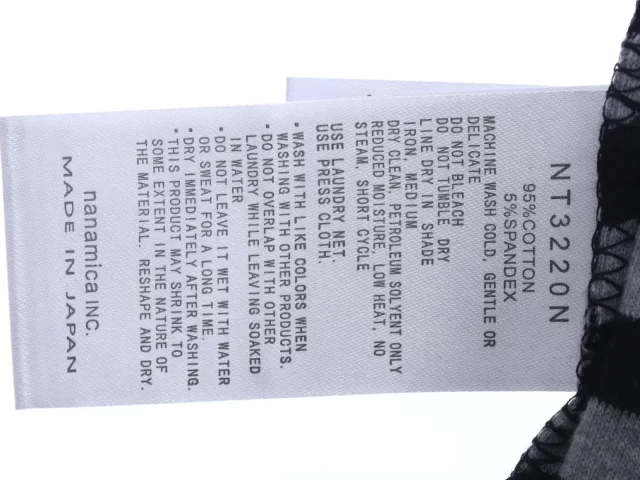 NT3220N
95%COTTON
5%SPANDEX
MACHINE WASH COLD, GENTLE OR
DELICATE
DO NOT BLEACH
DO NOT TUMBLE DRY
LINE DRY IN SHADE
IRON, MEDIUM
DRY CLEAN, PETROLEUM SOLVENT ONLY
REDUCED MOISTURE, LOW HEAT, NO
STEAM, SHORT CYCLE
USE LAUNDRY NET.
USE PRESS CLOTH.
・WASH WITH LIKE COLORS WHEN
WASHING WITH OTHER PRODUCTS.
・DO NOT OVERLAP WITH OTHER
LAUNDRY WHILE LEAVING SOAKED
IN WATER
・DO NOT LEAVE IT WET WITH WATER
OR SWEAT FOR A LONG TIME.
・DRY IMMEDIATELY AFTER WASHING.
・THIS PRODUCT MAY SHRINK TO
SOME EXTENT IN THE NATURE OF
THE MATERIAL. RESHAPE AND DRY.
nanamica INC.
MADE IN JAPAN